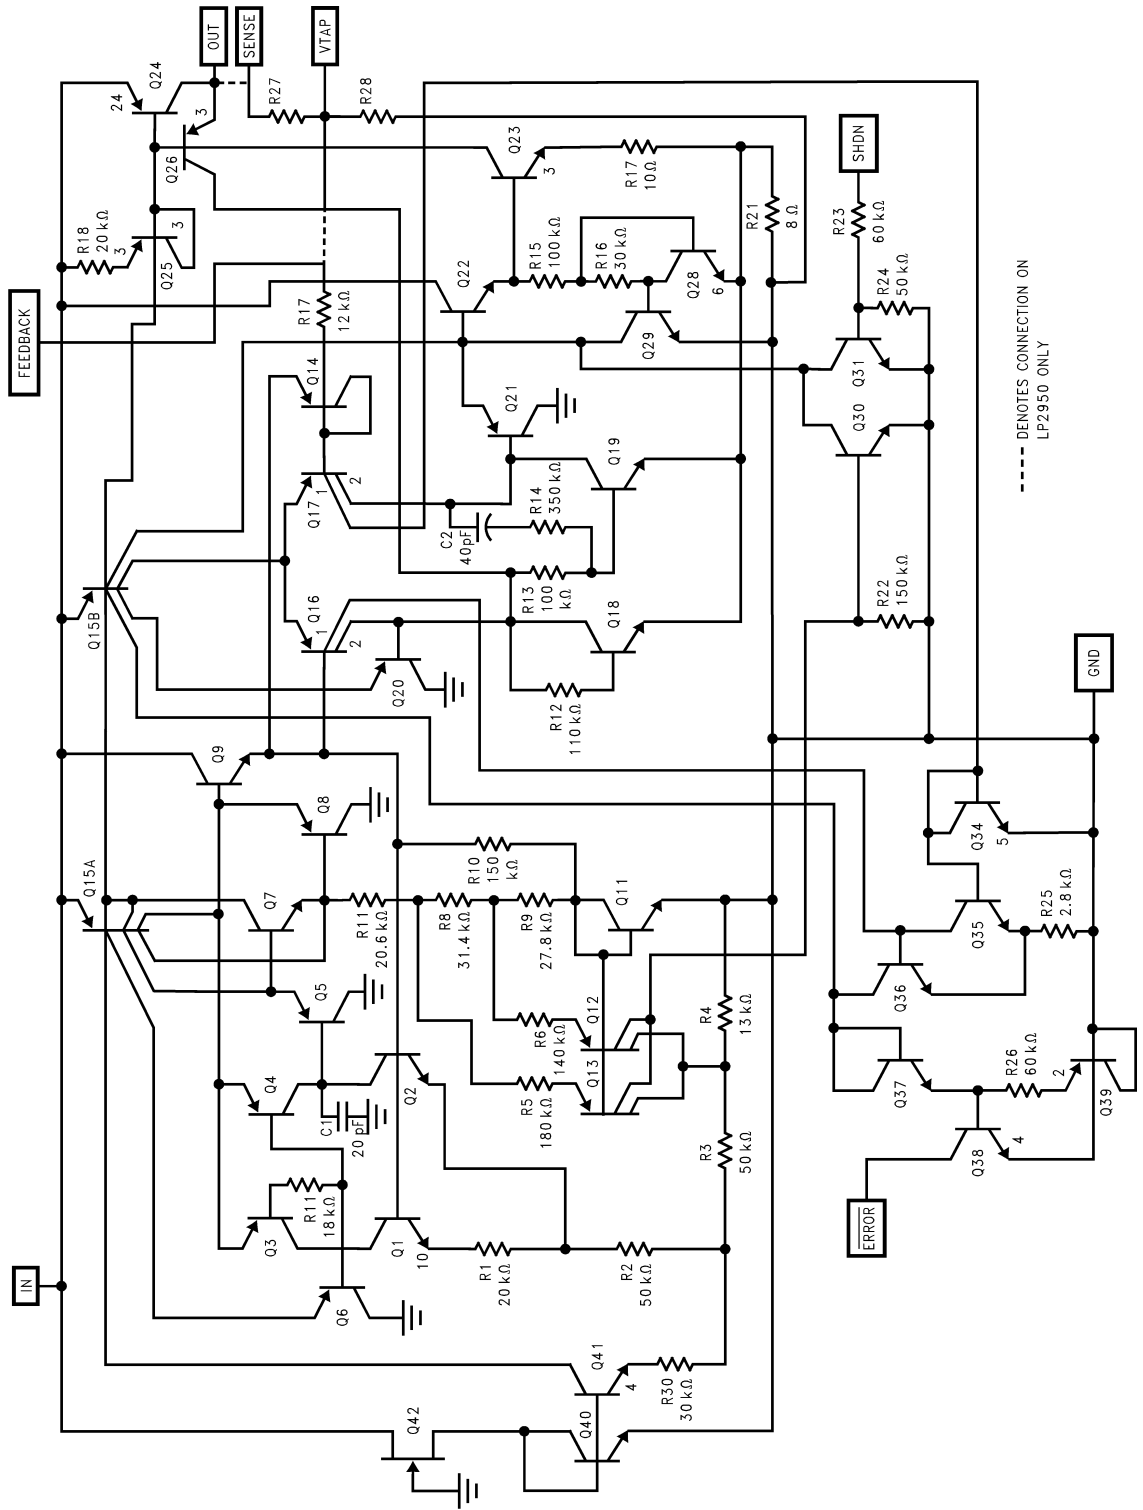 IN
FEEDBACK
OUT
SENSE
VTAP
Q15A
Q15B
Q24
24
Q26
3
R18
20 kΩ
3
Q25
3
R27
R28
Q9
Q8
Q7
Q5
Q4
Q3
R11
18 kΩ
Q6
C1
20 pF
Q2
Q1
10
R1
20 kΩ
R2
50 kΩ
R11
20.6 kΩ
R8
31.4 kΩ
R9
27.8 kΩ
R10
150
kΩ
Q11
R6
140 kΩ
Q12
R5
180 kΩ
Q13
R4
13 kΩ
R3
50 kΩ
Q42
Q40
Q41
4
R30
30 kΩ
Q14
R17
12 kΩ
Q17
1
2
Q16
1
2
Q20
Q21
C2
40pF
R14
350 kΩ
R13
100
kΩ
R12
110 kΩ
Q18
Q19
Q22
Q23
3
R17
10Ω
R15
100 kΩ
R16
30 kΩ
Q28
6
Q29
R21
8 Ω
SHDN
R23
60 kΩ
R24
50 kΩ
Q31
Q30
R22
150 kΩ
DENOTES CONNECTION ON
LP2950 ONLY
GND
Q34
5
Q35
R25
2.8 kΩ
Q36
Q37
R26
60 kΩ
2
Q39
Q38
4
ERROR